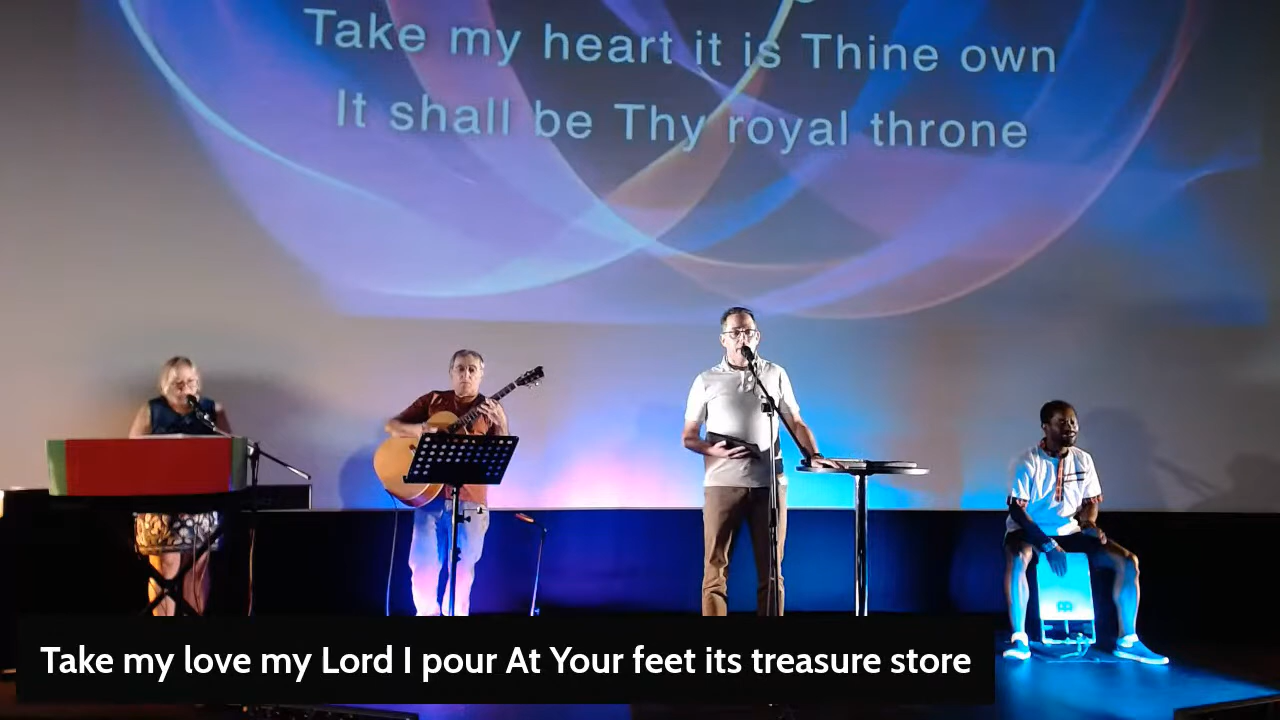 Take my heart it is Thine own
It shall be Thy royal throne
Take my love my Lord I pour At Your feet its treasure store